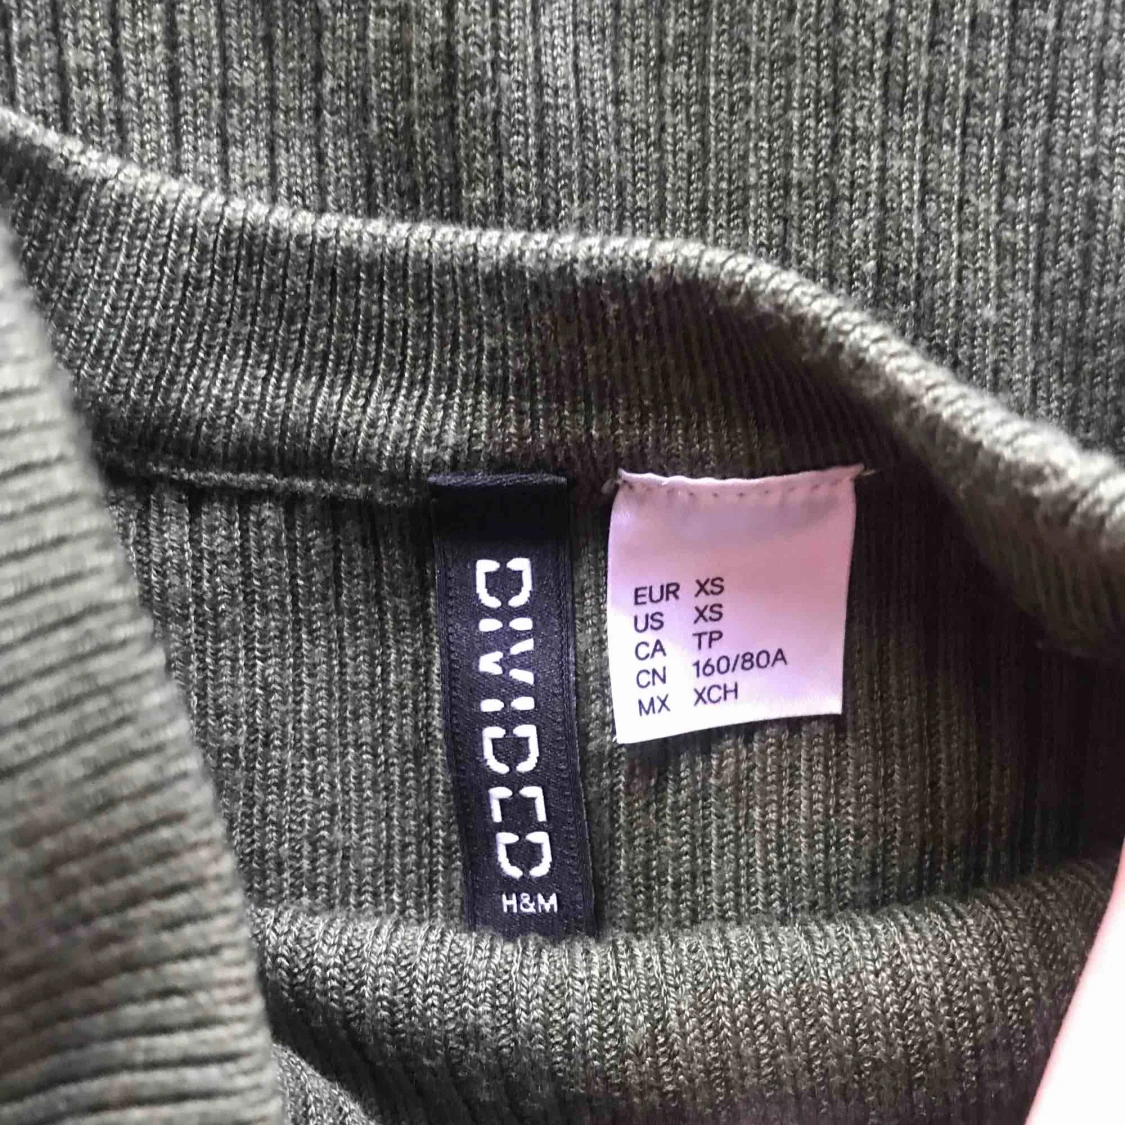 DIVIDED
H&M
EUR XS
US XS
CA TP
CN 160/80A
MX XCH